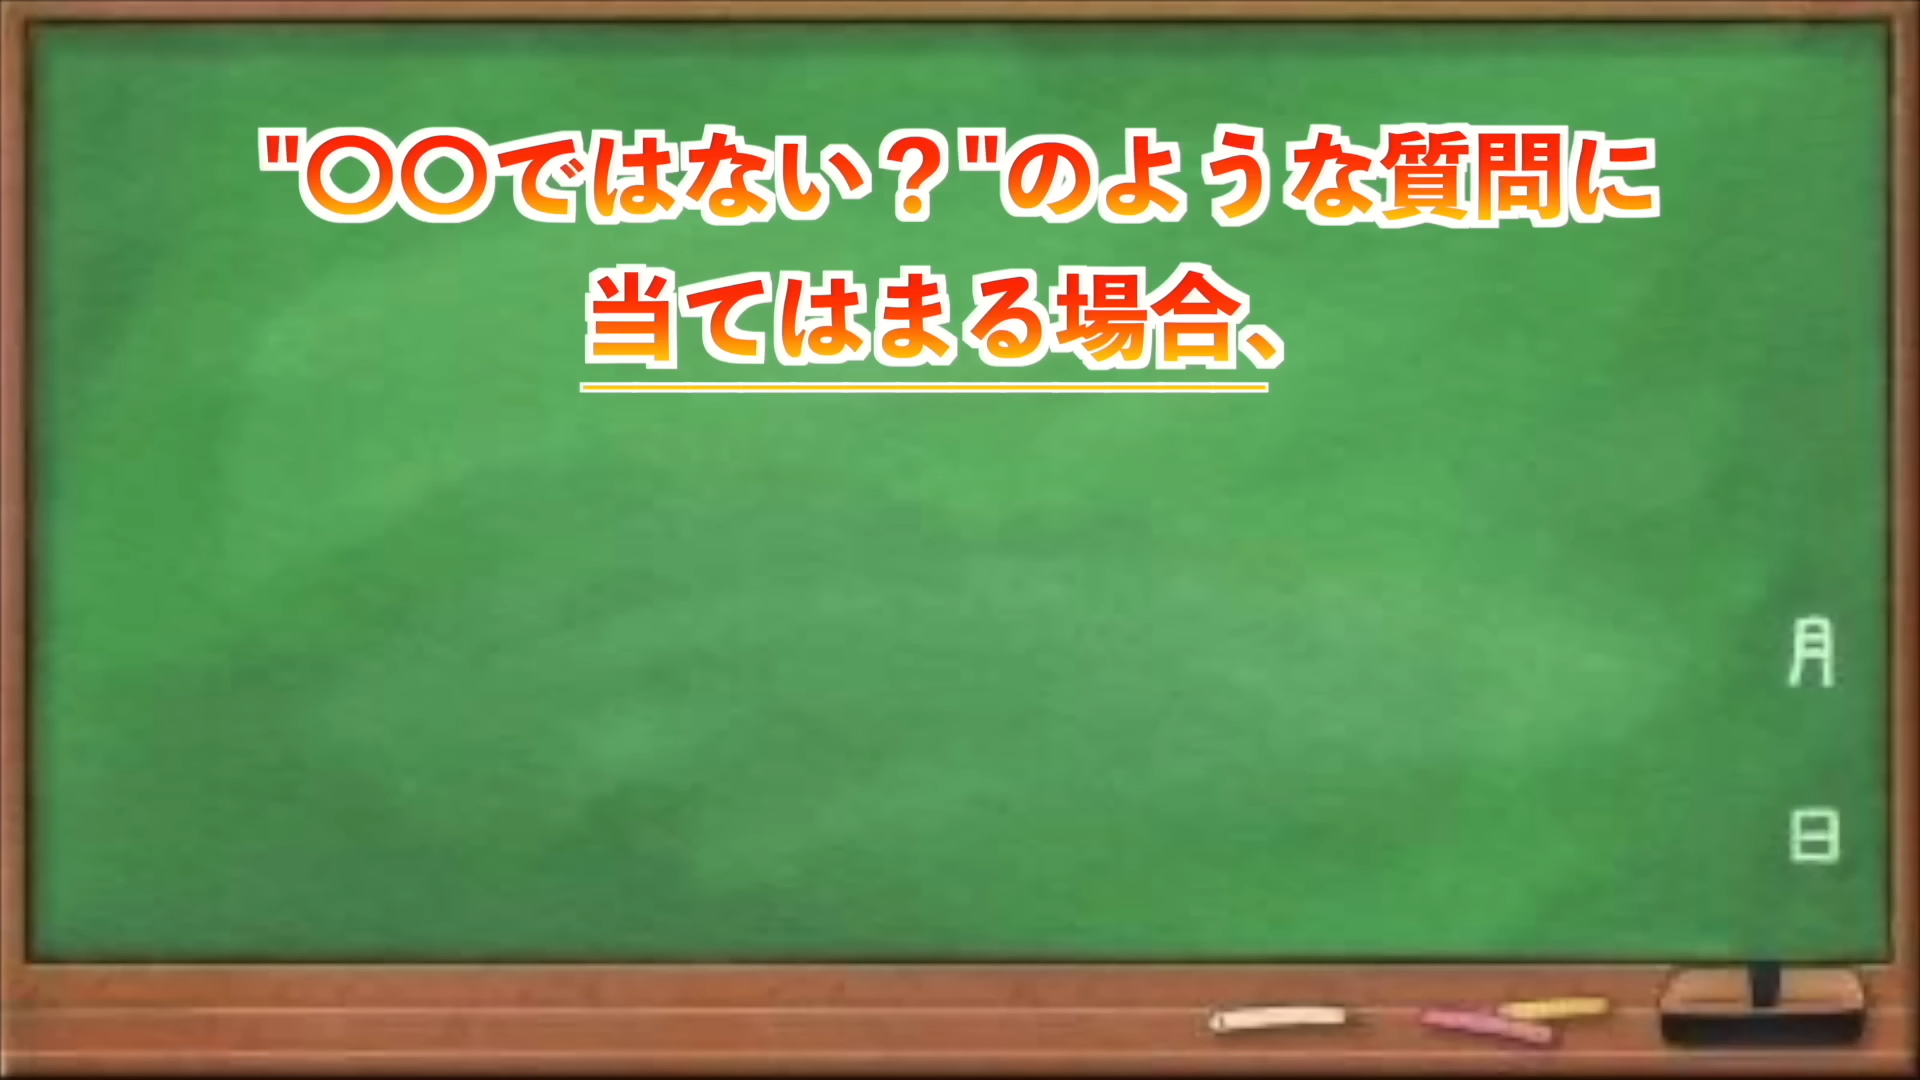 "〇〇ではない？"のような質問に
当てはまる場合、
月
日